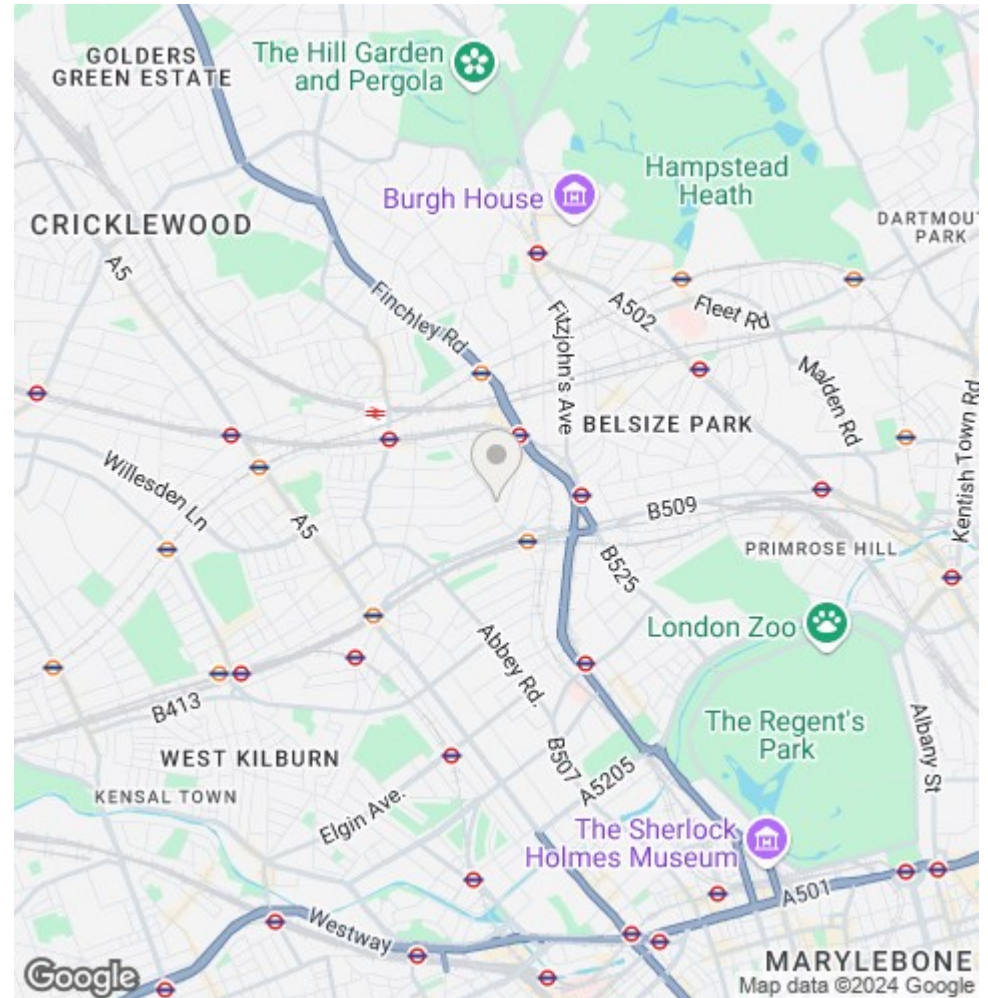 GOLDERS
GREEN ESTATE
The Hill Garden
and Pergola
Hampstead
Heath
Burgh House
CRICKLEWOOD
DARTMOU
PARK
A5
Finchley Rd
A502
Fleet Rd
Fitzjohn's Ave
Malden Rd
Kentish Town Rd
BELSIZE PARK
Willesden Ln
A5
B509
PRIMROSE HILL
B525
London Zoo
Abbey Rd.
B413
The Regent's
Park
Albany St
WEST KILBURN
B507
A5205
KENSAL TOWN
Elgin Ave.
The Sherlock
Holmes Museum
A501
Westway
MARYLEBONE
Google
Map data ©2024 Google